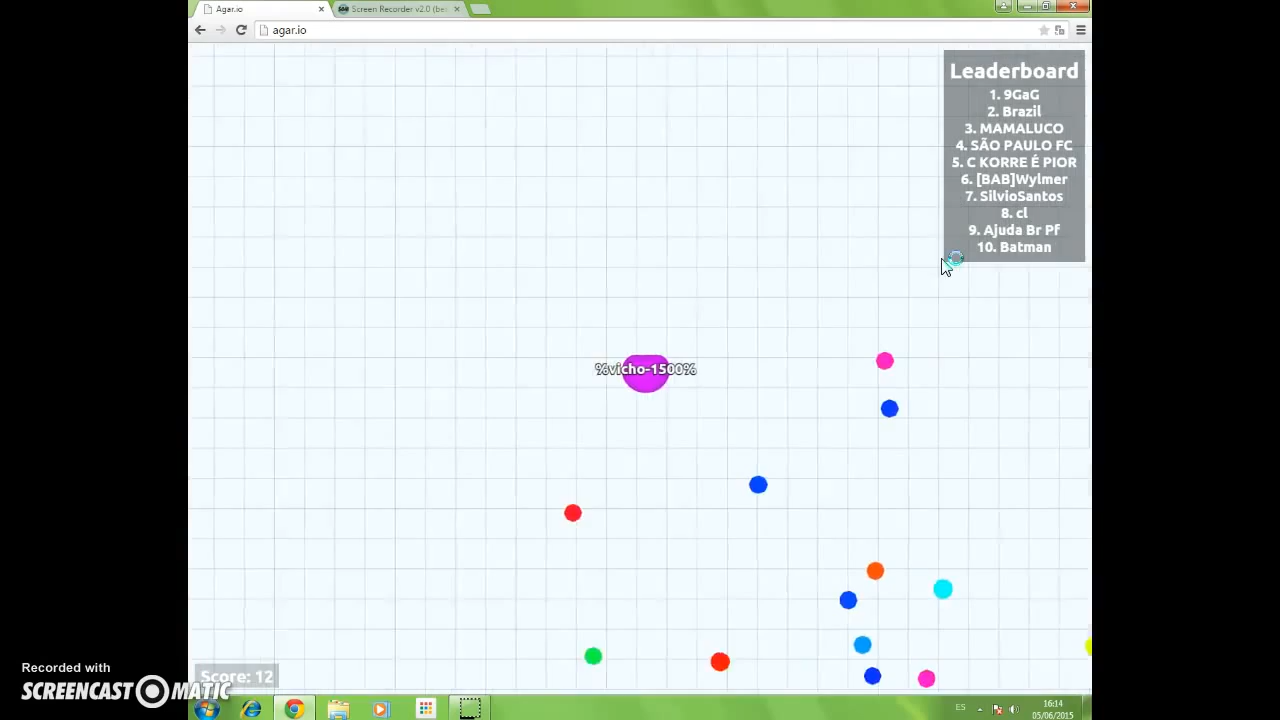 Agar.io
Screen Recorder v2.0 (be
agar.io
Leaderboard
1. 9GaG
2. Brazil
3. MAMALUCO
4. SÃO PAULO FC
5. C KORRE É PIOR
6. [BAB]Wylmer
7. SilvioSantos
8. cl
9. Ajuda Br Pf
10. Batman
%vicho-1500%
Score: 12
Recorded with
SCREENCAST-O-MATIC
ES
16:14
05/06/2015